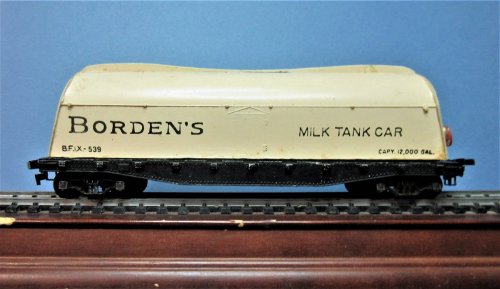 BORDEN'S
MILK TANK CAR
B.F.I.X.-539
CAPY. 12,000 GAL.